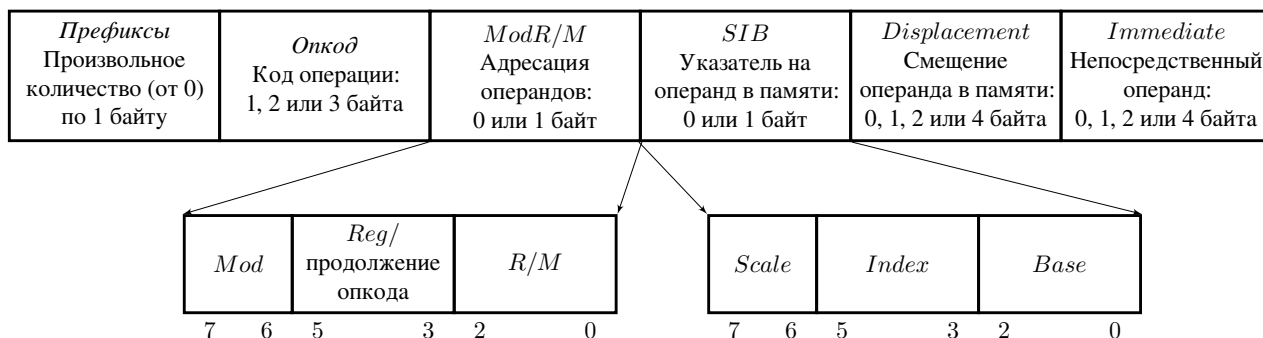 Префиксы
Произвольное
количество (от 0)
по 1 байту
Опкод
Код операции:
1, 2 или 3 байта
ModR/M
Адресация
операндов:
0 или 1 байт
SIB
Указатель на
операнд в памяти:
0 или 1 байт
Displacement
Смещение
операнда в памяти:
0, 1, 2 или 4 байта
Immediate
Непосредственный
операнд:
0, 1, 2 или 4 байта
Mod
Reg/
продолжение
опкода
R/M
Scale
Index
Base
7 6 5 3 2 0
7 6 5 3 2 0